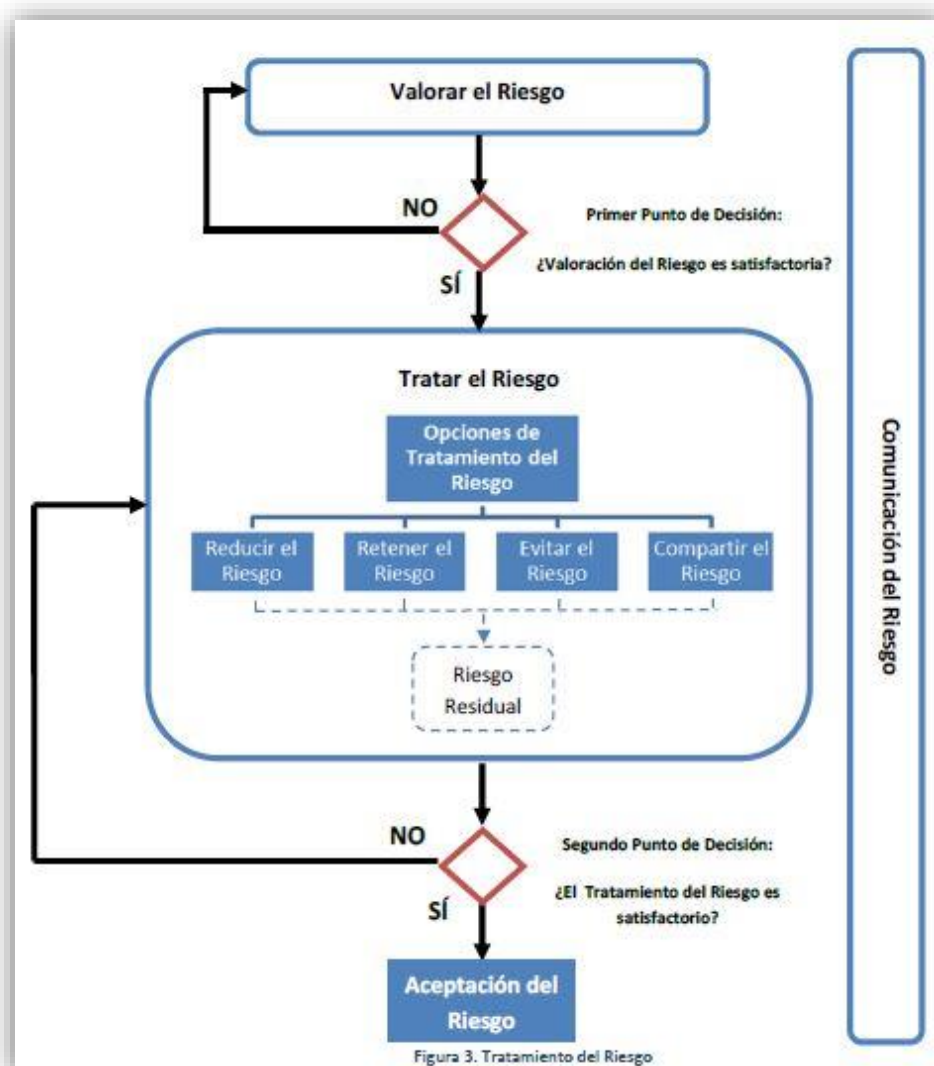 Valorar el Riesgo
NO
Primer Punto de Decisión:
¿Valoración del Riesgo es satisfactoria?
SÍ
Tratar el Riesgo
Opciones de
Tratamiento del
Riesgo
Reducir el
Riesgo
Retener el
Riesgo
Evitar el
Riesgo
Compartir el
Riesgo
Riesgo
Residual
NO
Segundo Punto de Decisión:
¿El Tratamiento del Riesgo es
satisfactorio?
SÍ
Aceptación del
Riesgo
Comunicación del Riesgo
Figura 3. Tratamiento del Riesgo